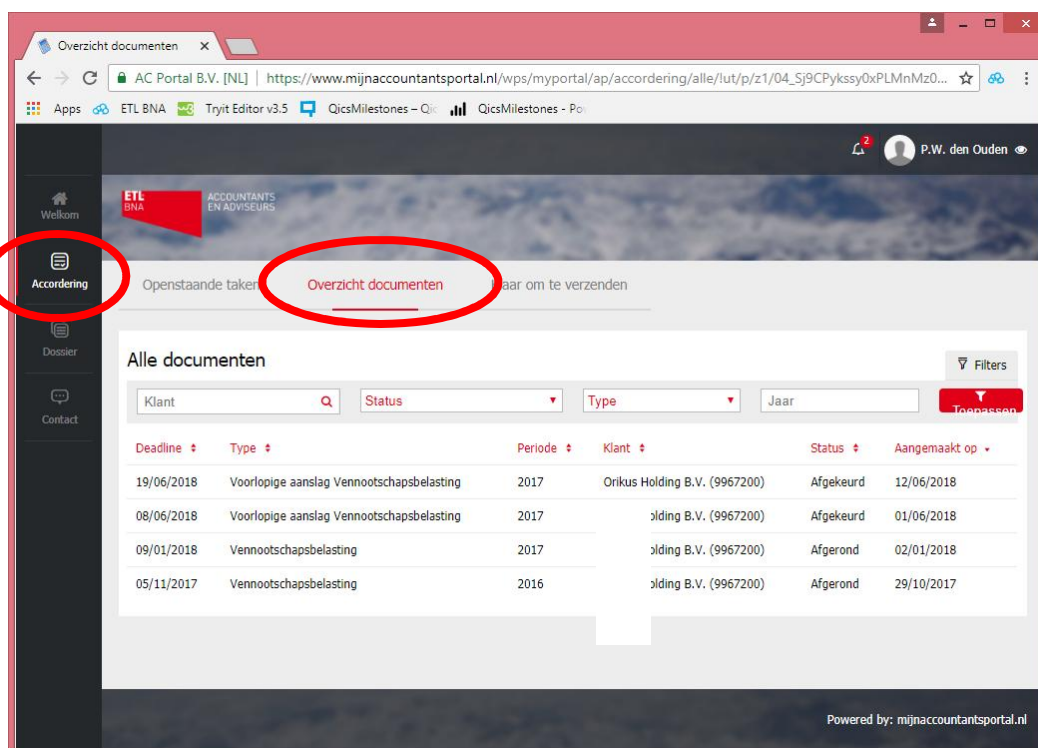 Overzicht documenten
AC Portal B.V. [NL] | https://www.mijnaccountantsportal.nl/wps/myportal/ap/accordering/alle/!ut/p/z1/04_Sj9CPykssy0xPLMnMz0...
Apps ETL BNA Tryit Editor v3.5 QicsMilestones – Qic QicsMilestones - Po
2 P.W. den Ouden
Welkom
ETL BNA ACCOUNTANTS EN ADVISEURS
Accordering
Openstaande taken Overzicht documenten laar om te verzenden
Dossier
Alle documenten Filters
Contact
Klant Status Type Jaar Toepassen
Deadline Type Periode Klant Status Aangemaakt op
19/06/2018 Voorlopige aanslag Vennootschapsbelasting 2017 Orikus Holding B.V. (9967200) Afgekeurd 12/06/2018
08/06/2018 Voorlopige aanslag Vennootschapsbelasting 2017 olding B.V. (9967200) Afgekeurd 01/06/2018
09/01/2018 Vennootschapsbelasting 2017 olding B.V. (9967200) Afgerond 02/01/2018
05/11/2017 Vennootschapsbelasting 2016 Holding B.V. (9967200) Afgerond 29/10/2017
Powered by: mijnaccountantsportal.nl